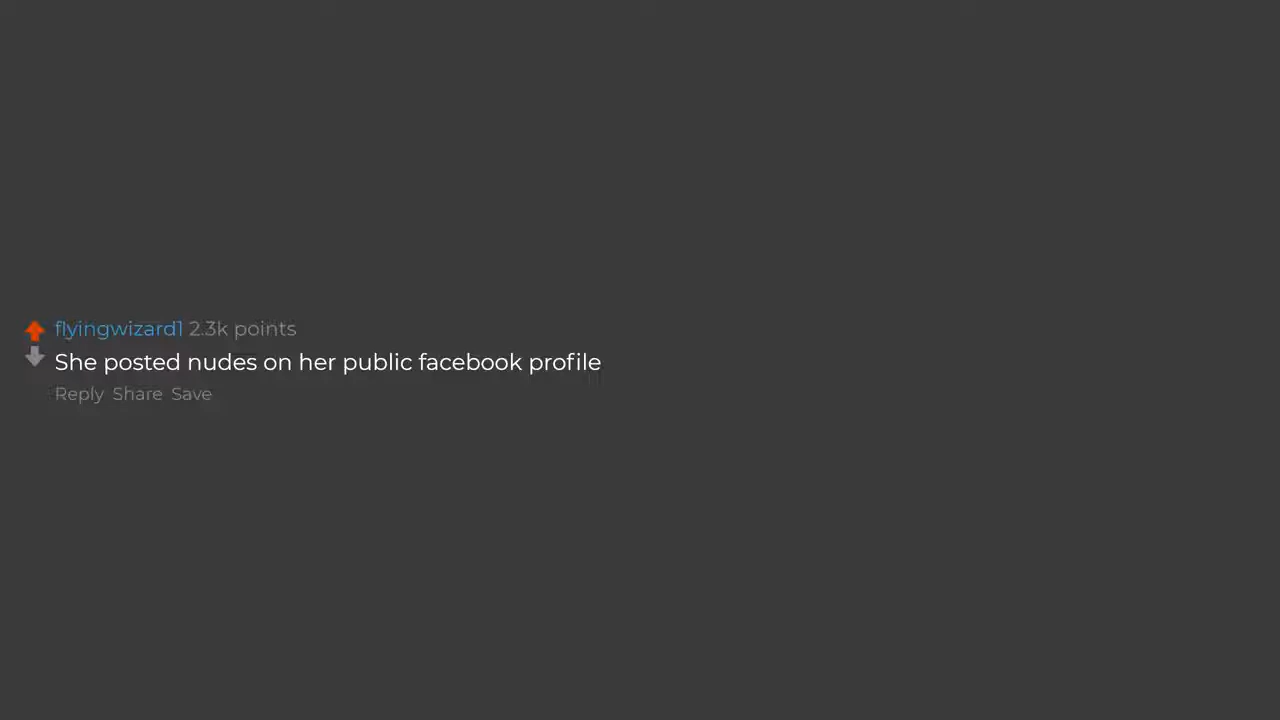 flyingwizard1 2.3k points
She posted nudes on her public facebook profile
Reply Share Save